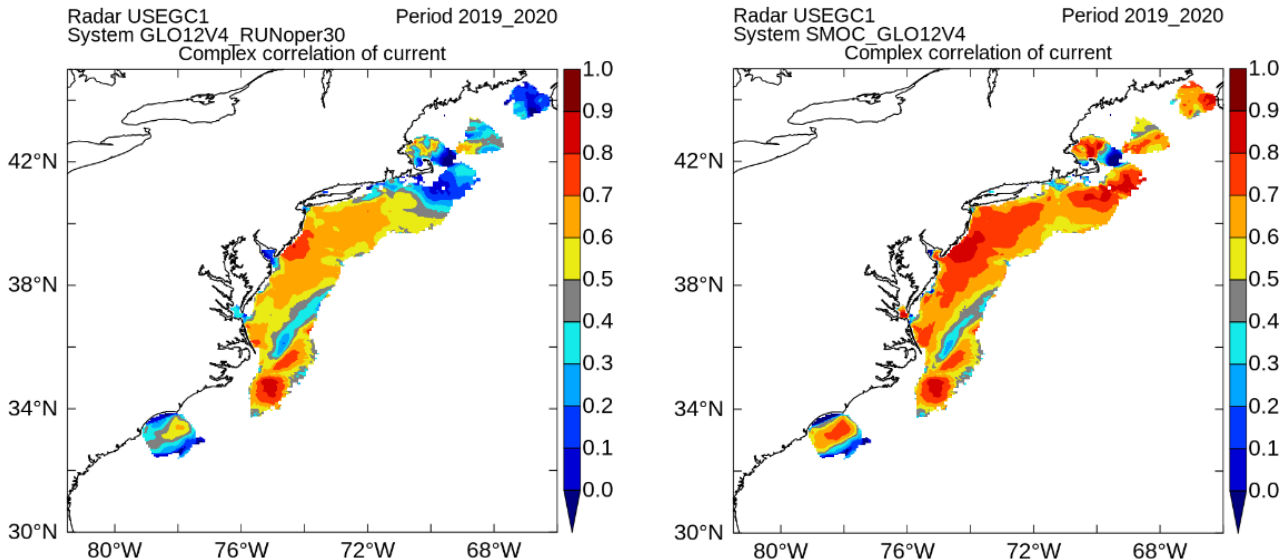 Radar USEGC1 Period 2019_2020
System GLO12V4_RUNoper30
Complex correlation of current
1.0
0.9
0.8
0.7
0.6
0.5
0.4
0.3
0.2
0.1
0.0
42°N
38°N
34°N
30°N
80°W 76°W 72°W 68°W
Radar USEGC1 Period 2019_2020
System SMOC_GLO12V4
Complex correlation of current
1.0
0.9
0.8
0.7
0.6
0.5
0.4
0.3
0.2
0.1
0.0
42°N
38°N
34°N
30°N
80°W 76°W 72°W 68°W